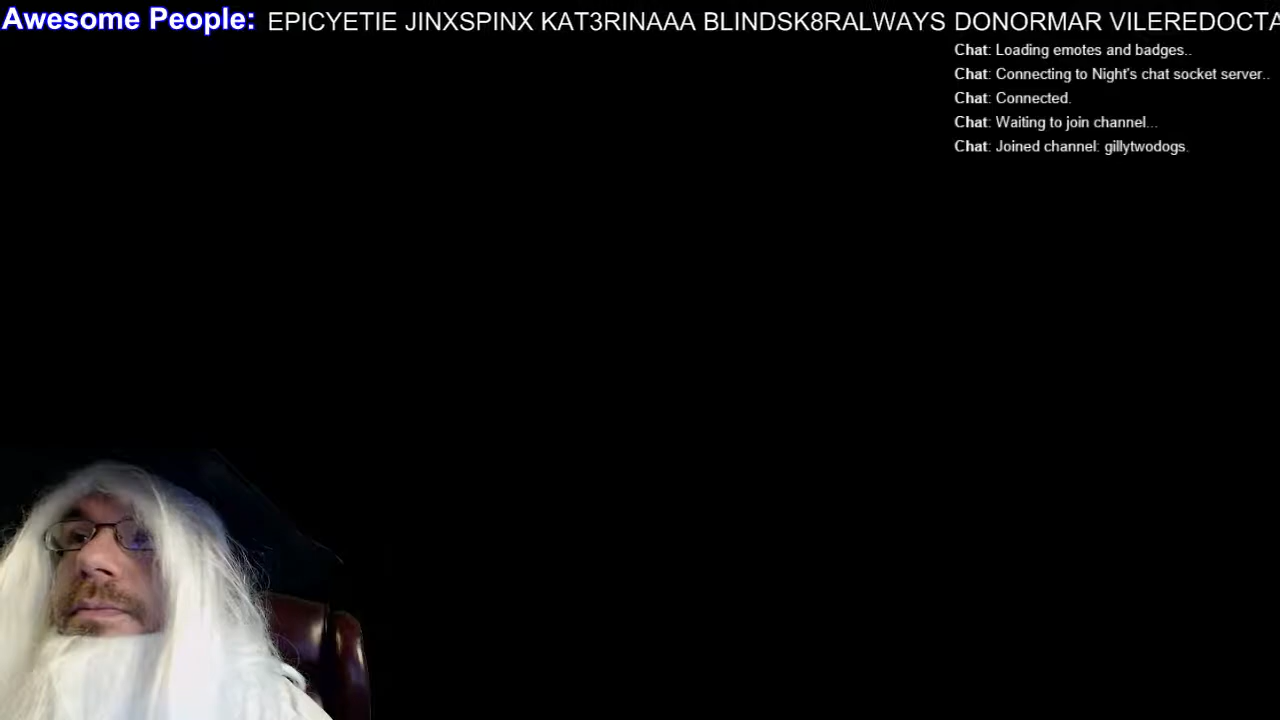 Awesome People: EPICYETIE JINXSPINX KAT3RINAAA BLINDSK8RALWAYS DONORMAR VILEREDOCTA
Chat: Loading emotes and badges..
Chat: Connecting to Night's chat socket server..
Chat: Connected.
Chat: Waiting to join channel...
Chat: Joined channel: gillytwodogs.